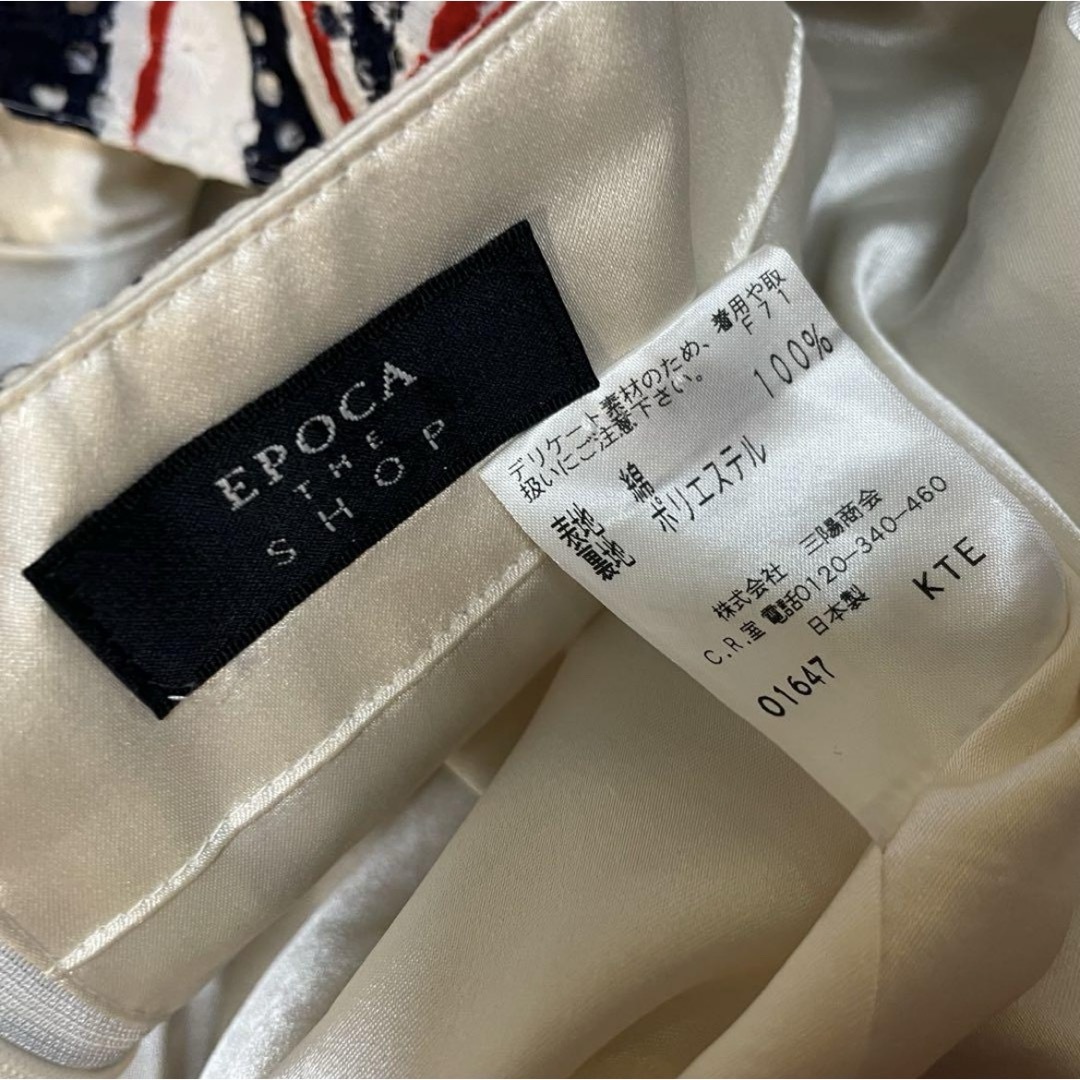 EPOCA
THE
SHOP
デリケート素材のため、着用や取
扱いにご注意下さい。 F71
表地 綿 100%
裏地 ポリエステル
株式会社 三陽商会
C.R.室 電話0120-340-460
日本製
01647 KTE